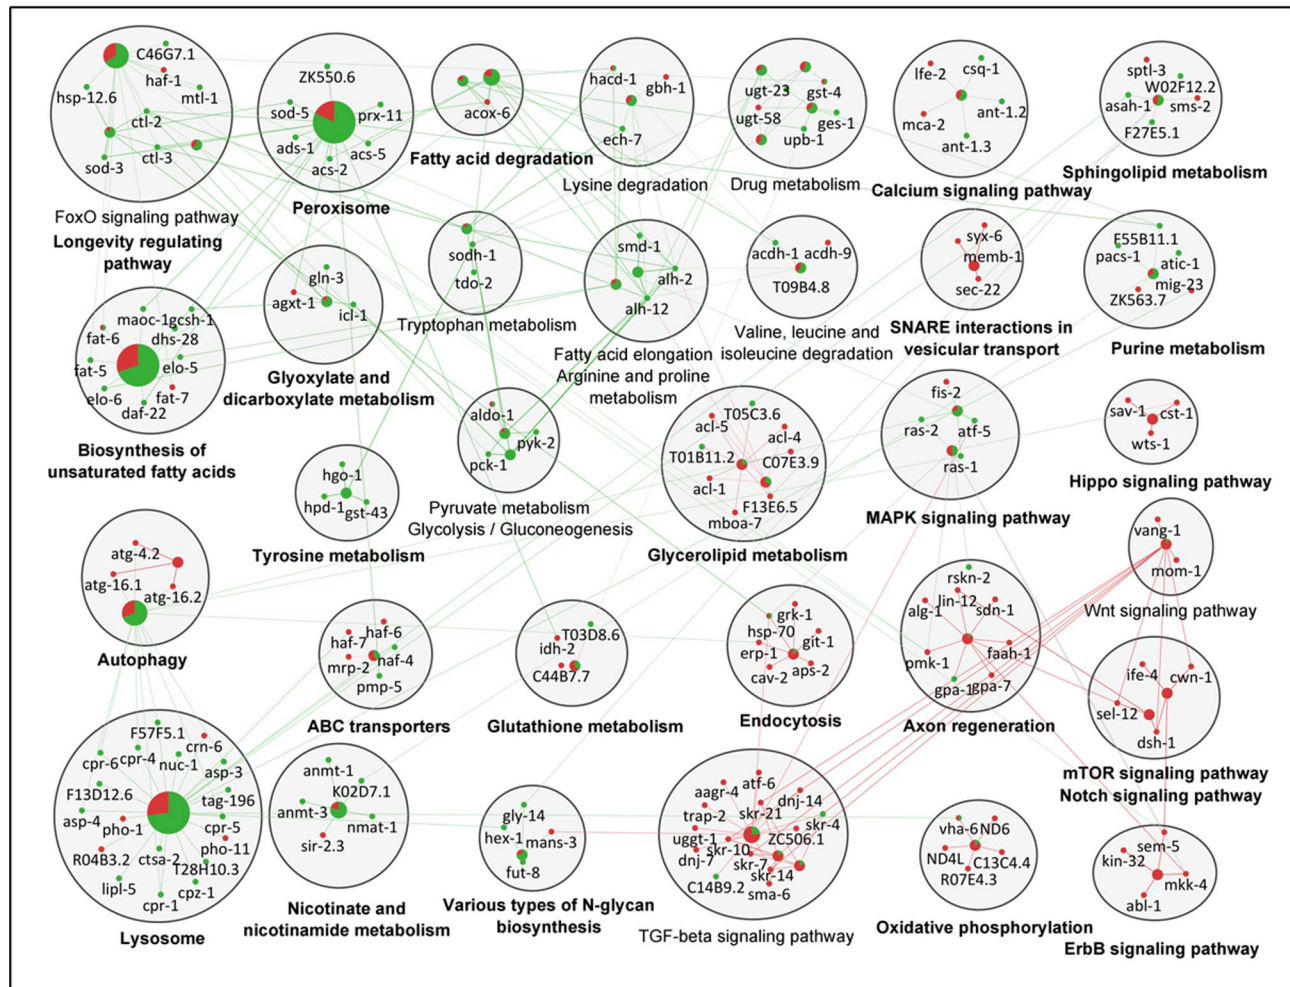 C46G7.1
haf-1
hsp-12.6
mtl-1
ctl-2
ctl-3
sod-3
FoxO signaling pathway
Longevity regulating
pathway
ZK550.6
sod-5
prx-11
ads-1
acs-5
acs-2
Peroxisome
acox-6
Fatty acid degradation
hacd-1
gbh-1
ech-7
Lysine degradation
ugt-23
gst-4
ugt-58
ges-1
upb-1
Drug metabolism
lfe-2
csq-1
ant-1.2
mca-2
ant-1.3
Calcium signaling pathway
sptl-3
W02F12.2
asah-1
sms-2
F27E5.1
Sphingolipid metabolism
maoc-1
gcsh-1
fat-6
dhs-28
fat-5
elo-5
elo-6
fat-7
daf-22
Biosynthesis of
unsaturated fatty acids
gln-3
agxt-1
icl-1
Glyoxylate and
dicarboxylate metabolism
sodh-1
tdo-2
Tryptophan metabolism
smd-1
alh-2
alh-12
Fatty acid elongation
Arginine and proline
metabolism
acdh-1
acdh-9
T09B4.8
Valine, leucine and
isoleucine degradation
syx-6
memb-1
sec-22
SNARE interactions in
vesicular transport
E55B11.1
pacs-1
atic-1
mig-23
ZK563.7
Purine metabolism
hgo-1
hpd-1
gst-43
Tyrosine metabolism
aldo-1
pyk-2
pck-1
Pyruvate metabolism
Glycolysis / Gluconeogenesis
T05C3.6
acl-5
acl-4
T01B11.2
C07E3.9
acl-1
F13E6.5
mboa-7
Glycerolipid metabolism
fis-2
ras-2
atf-5
ras-1
MAPK signaling pathway
sav-1
cst-1
wts-1
Hippo signaling pathway
atg-4.2
atg-16.1
atg-16.2
Autophagy
haf-6
haf-7
mrp-2
haf-4
pmp-5
ABC transporters
T03D8.6
idh-2
C44B7.7
Glutathione metabolism
grk-1
hsp-70
git-1
erp-1
aps-2
cav-2
Endocytosis
rskn-2
lin-12
sdn-1
alg-1
faah-1
pmk-1
gpa-1
gpa-7
Axon regeneration
vang-1
mom-1
Wnt signaling pathway
ife-4
cwn-1
sel-12
dsh-1
mTOR signaling pathway
Notch signaling pathway
F57F5.1
crn-6
cpr-6
cpr-4
nuc-1
asp-3
F13D12.6
tag-196
asp-4
pho-1
cpr-5
pho-11
R04B3.2
ctsa-2
T28H10.3
lipl-5
cpz-1
cpr-1
Lysosome
anmt-1
K02D7.1
anmt-3
nmat-1
sir-2.3
Nicotinate and
nicotinamide metabolism
gly-14
hex-1
mans-3
fut-8
Various types of N-glycan
biosynthesis
atf-6
aagr-4
dnj-14
trap-2
skr-21
skr-4
uggt-1
ZC506.1
skr-10
dnj-7
skr-7
skr-14
C14B9.2
sma-6
TGF-beta signaling pathway
vha-6
ND6
ND4L
C13C4.4
R07E4.3
Oxidative phosphorylation
sem-5
kin-32
mkk-4
abl-1
ErbB signaling pathway